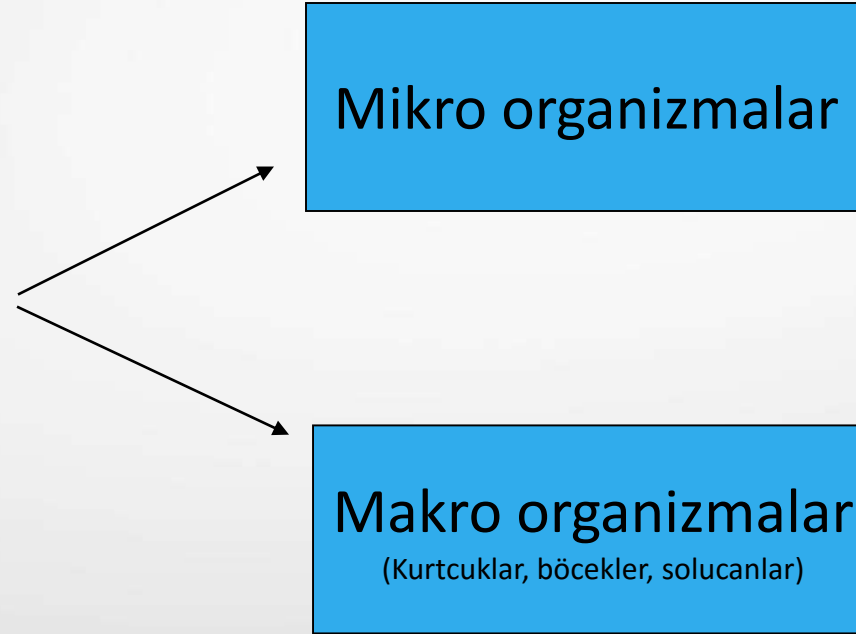 Mikro organizmalar
Makro organizmalar
(Kurtcuklar, böcekler, solucanlar)